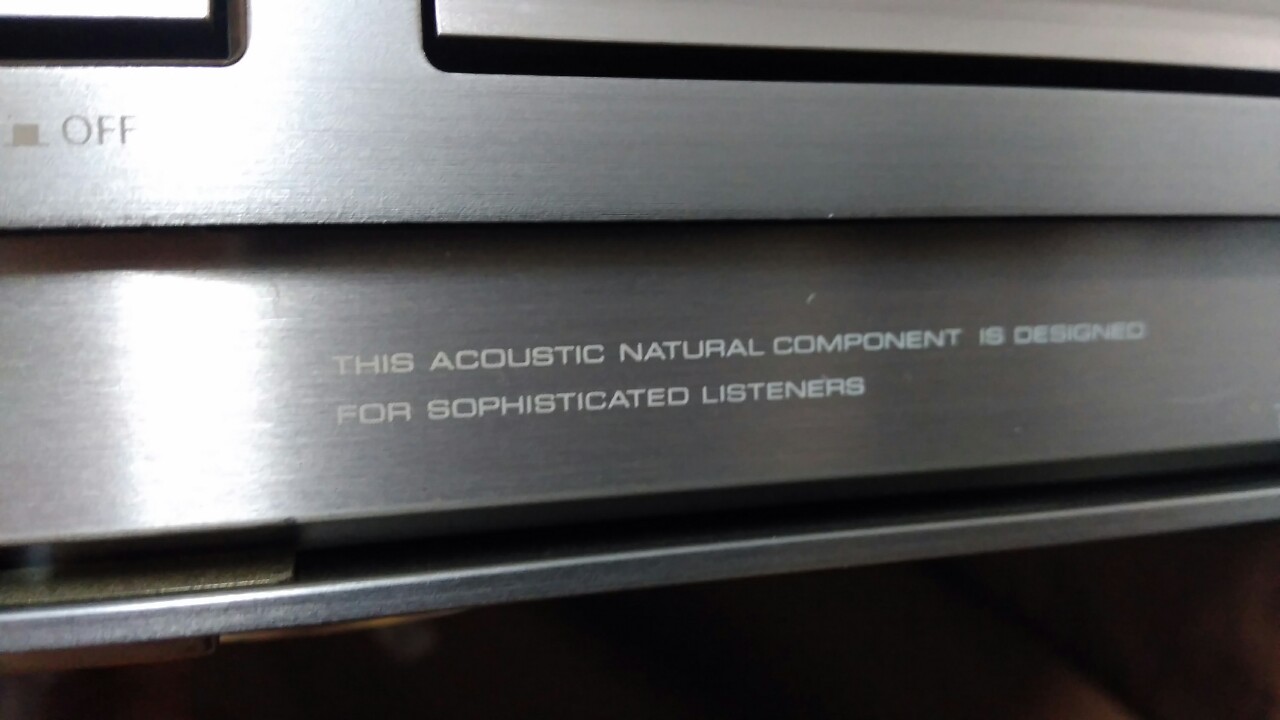 OFF
THIS ACOUSTIC NATURAL COMPONENT IS DESIGNED
FOR SOPHISTICATED LISTENERS